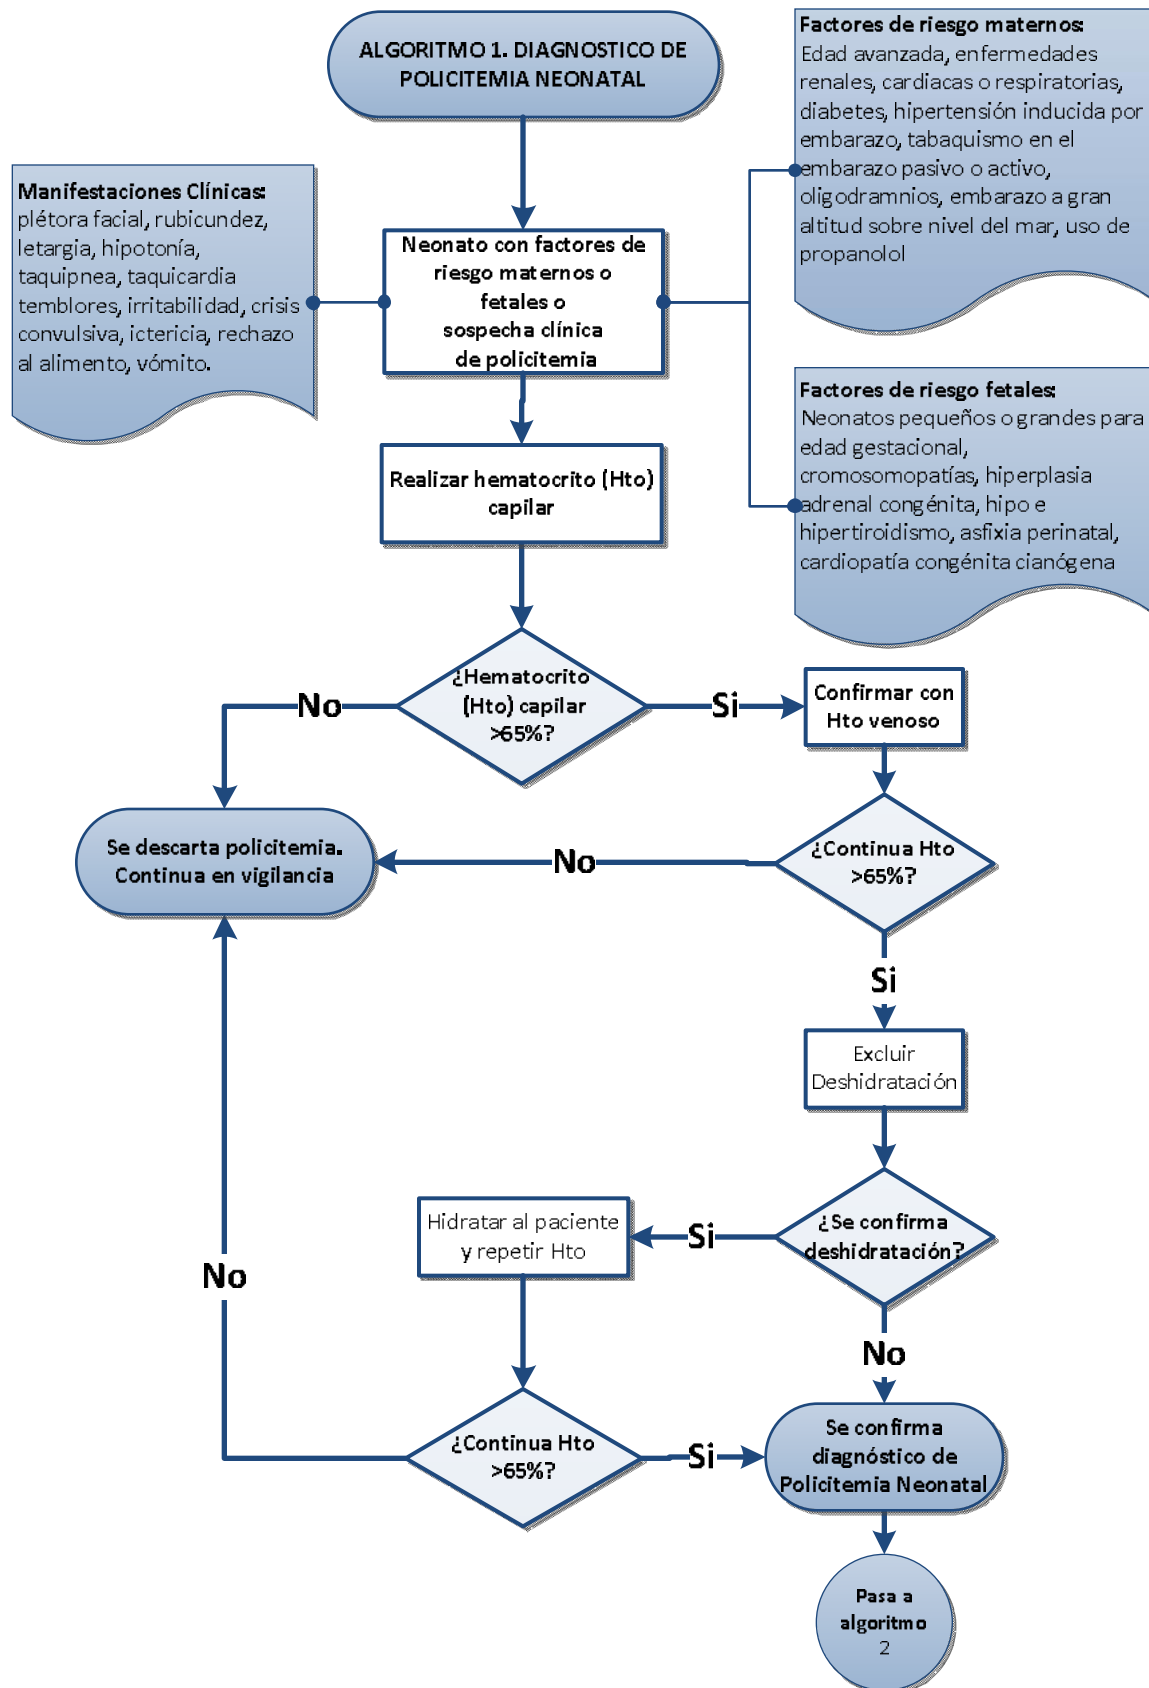 ALGORITMO 1. DIAGNOSTICO DE
POLICITEMIA NEONATAL
Factores de riesgo maternos:
Edad avanzada, enfermedades
renales, cardiacas o respiratorias,
diabetes, hipertensión inducida por
embarazo, tabaquismo en el
embarazo pasivo o activo,
oligodramnios, embarazo a gran
altitud sobre nivel del mar, uso de
propanolol
Manifestaciones Clínicas:
plétora facial, rubicundez,
letargia, hipotonía,
taquipnea, taquicardia
temblores, irritabilidad, crisis
convulsiva, ictericia, rechazo
al alimento, vómito.
Neonato con factores de
riesgo maternos o
fetales o
sospecha clínica
de policitemia
Factores de riesgo fetales:
Neonatos pequeños o grandes para
edad gestacional,
cromosomopatías, hiperplasia
adrenal congénita, hipo e
hipertiroidismo, asfixia perinatal,
cardiopatía congénita cianógena
Realizar hematocrito (Hto)
capilar
¿Hematocrito
(Hto) capilar
>65%?
No
Si
Confirmar con
Hto venoso
Se descarta policitemia.
Continua en vigilancia
No
¿Continua Hto
>65%?
Si
Excluir
Deshidratación
¿Se confirma
deshidratación?
Si
Hidratar al paciente
y repetir Hto
No
No
¿Continua Hto
>65%?
Si
Se confirma
diagnóstico de
Policitemia Neonatal
Pasa a
algoritmo
2